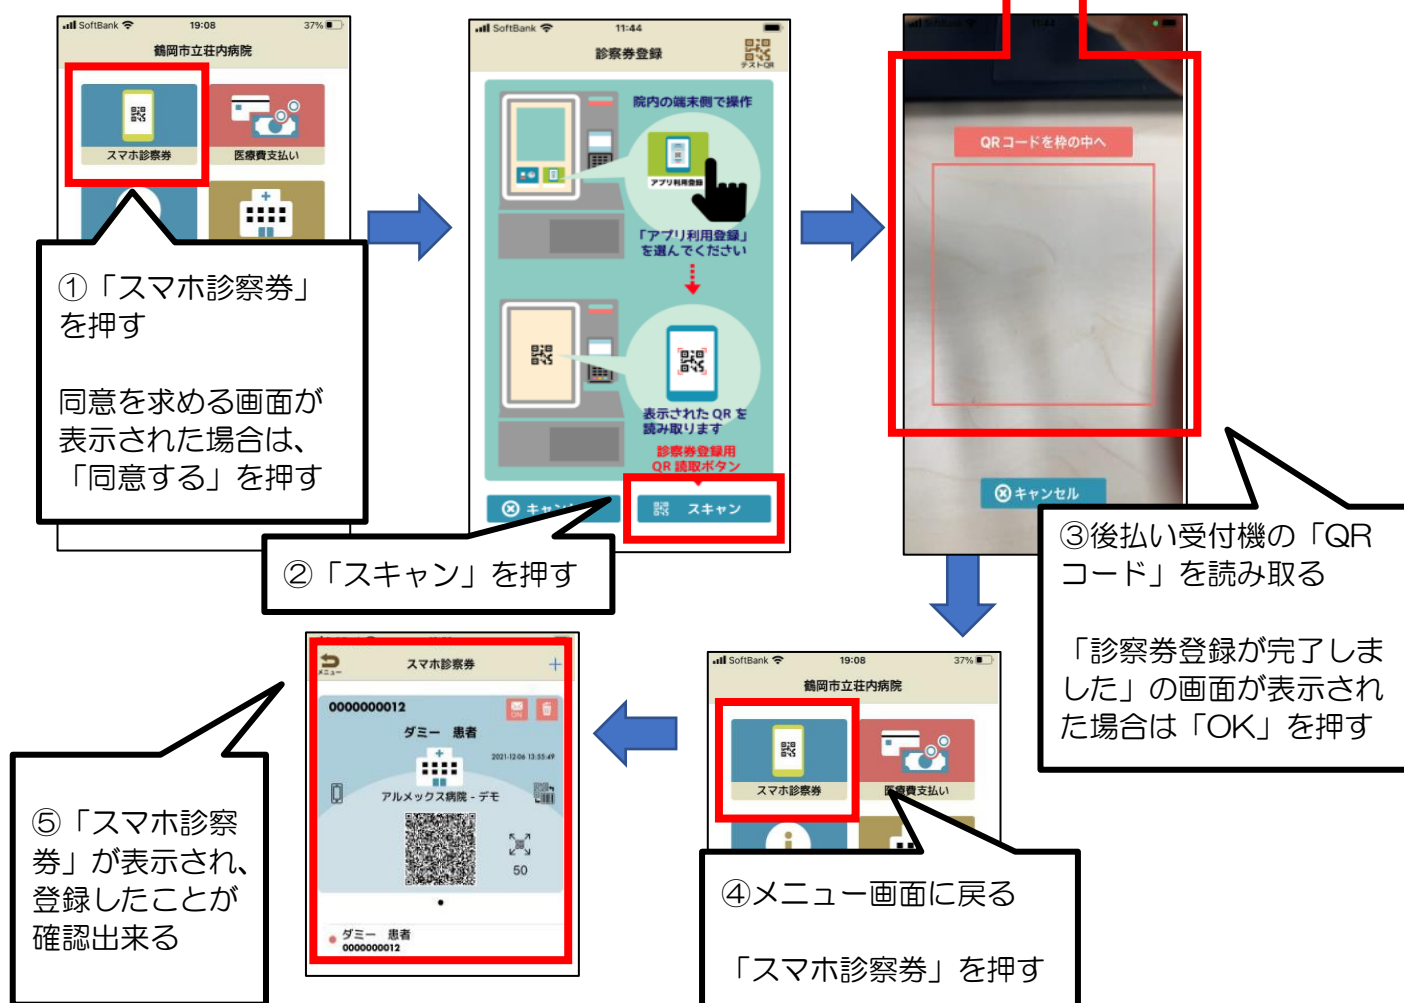 SoftBank 19:08 37%
鶴岡市立荘内病院
スマホ診察券
医療費支払い
①「スマホ診察券」
を押す
同意を求める画面が
表示された場合は、
「同意する」を押す
SoftBank 11:44
診察券登録
テストQR
院内の端末側で操作
アプリ利用登録
「アプリ利用登録」
を選んでください
表示された QR を
読み取ります
診察券登録用
QR 読取ボタン
スキャン
②「スキャン」を押す
SoftBank 11:44
QRコードを枠の中へ
キャンセル
③後払い受付機の「QR
コード」を読み取る
「診察券登録が完了しま
した」の画面が表示され
た場合は「OK」を押す
SoftBank 19:08 37%
鶴岡市立荘内病院
スマホ診察券
医療費支払い
④メニュー画面に戻る
「スマホ診察券」を押す
メニュー
スマホ診察券
0000000012
ON
ダミー 患者
2021-12-06 13:55:49
アルメックス病院 - デモ
50
ダミー 患者
0000000012
⑤「スマホ診察
券」が表示され、
登録したことが
確認出来る